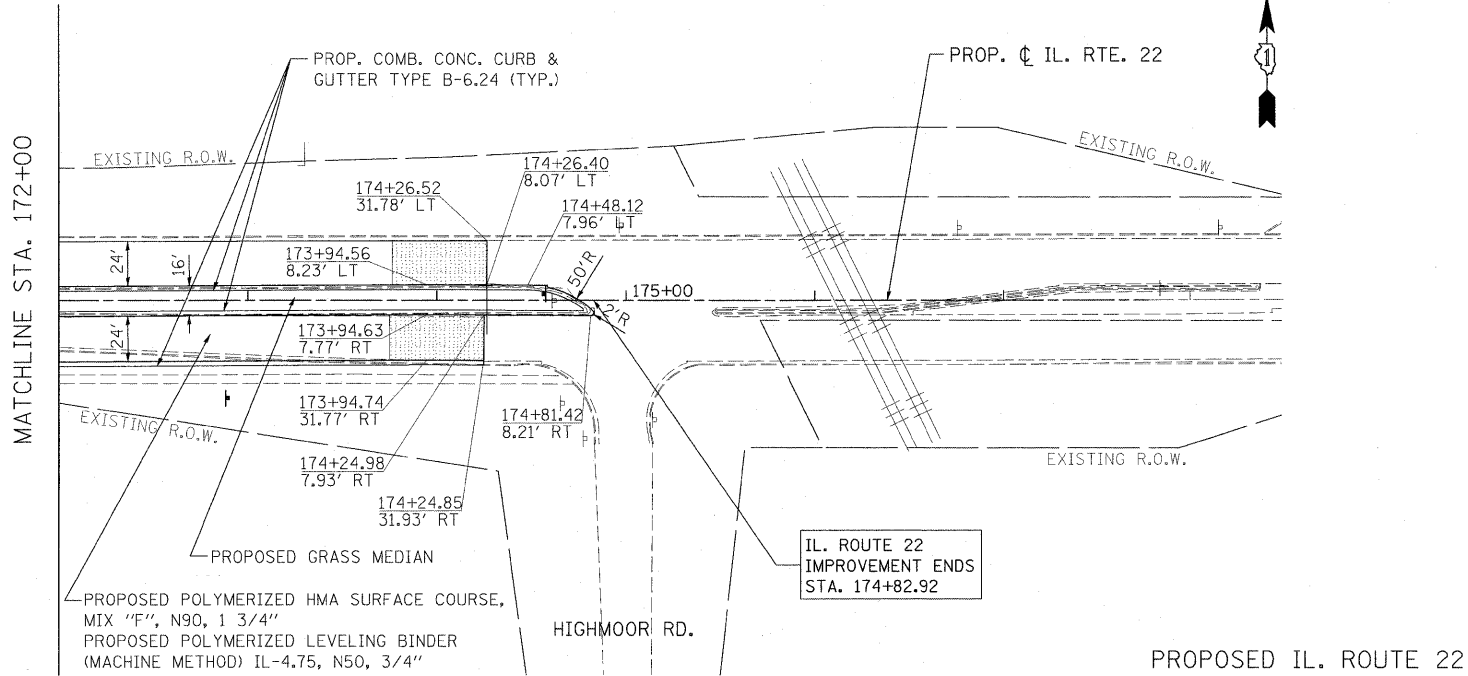 MATCHLINE STA. 172+00
PROP. COMB. CONC. CURB &
GUTTER TYPE B-6.24 (TYP.)
PROP. ℄ IL. RTE. 22
1
EXISTING R.O.W.
EXISTING R.O.W.
174+26.40
8.07' LT
174+26.52
31.78' LT
174+48.12
7.96' LT
24'
16'
173+94.56
8.23' LT
50'R
175+00
2'R
24'
173+94.63
7.77' RT
173+94.74
31.77' RT
174+81.42
8.21' RT
EXISTING R.O.W.
174+24.98
7.93' RT
EXISTING R.O.W.
174+24.85
31.93' RT
PROPOSED GRASS MEDIAN
IL. ROUTE 22
IMPROVEMENT ENDS
STA. 174+82.92
PROPOSED POLYMERIZED HMA SURFACE COURSE,
MIX "F", N90, 1 3/4"
PROPOSED POLYMERIZED LEVELING BINDER
(MACHINE METHOD) IL-4.75, N50, 3/4"
HIGHMOOR RD.
PROPOSED IL. ROUTE 22